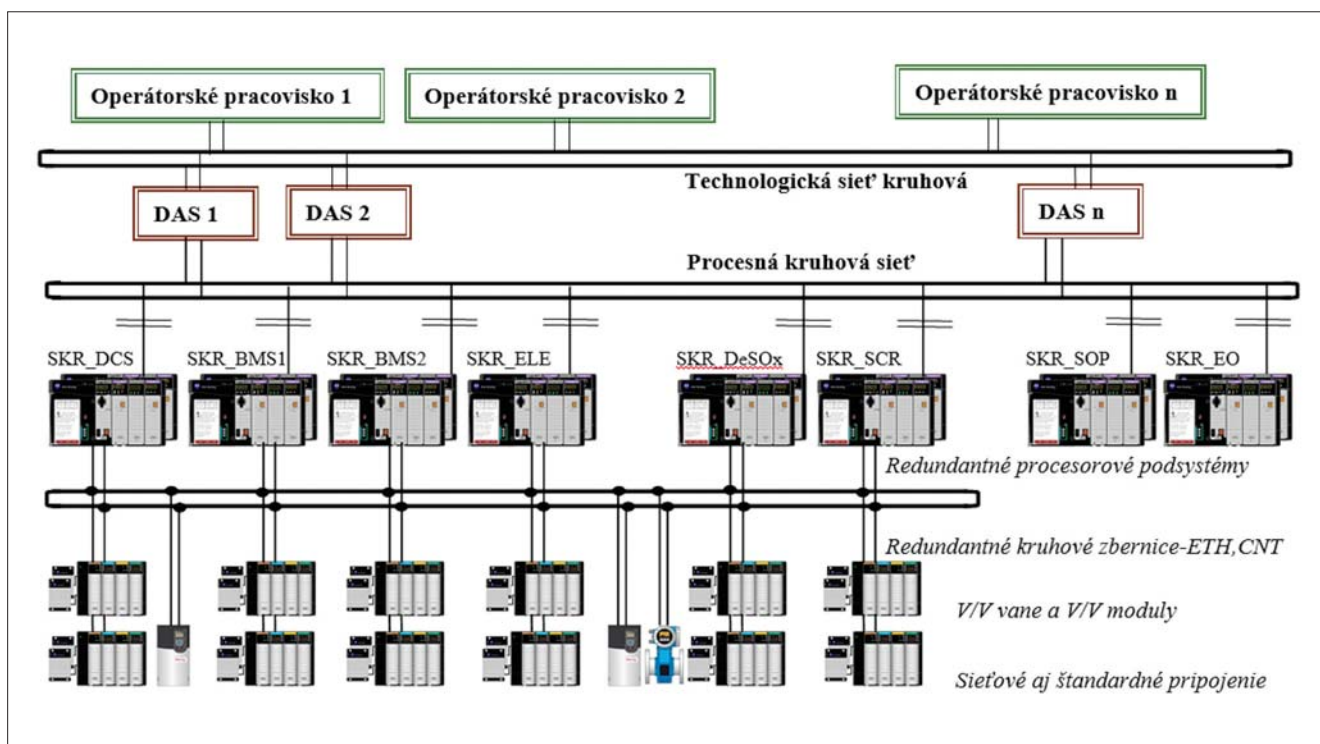 Operátorské pracovisko 1
Operátorské pracovisko 2
Operátorské pracovisko n
Technologická sieť kruhová
DAS 1
DAS 2
DAS n
Procesná kruhová sieť
SKR_DCS
SKR_BMS1
SKR_BMS2
SKR_ELE
SKR_DeSOx
SKR_SCR
SKR_SOP
SKR_EO
Redundantné procesorové podsystémy
Redundantné kruhové zbernice-ETH,CNT
V/V vane a V/V moduly
Sieťové aj štandardné pripojenie